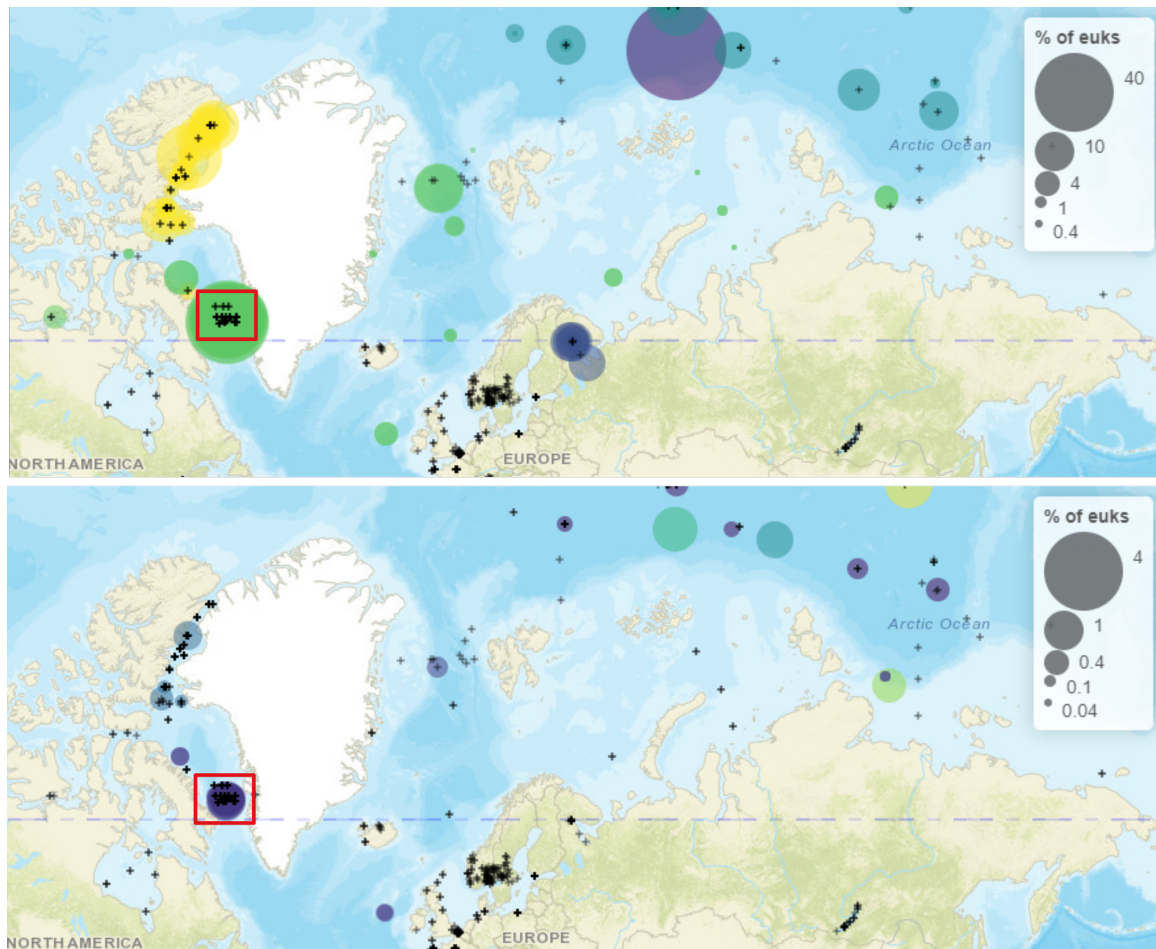 % of euks
40
10
4
1
0.4
Arctic Ocean
NORTH AMERICA
EUROPE
% of euks
4
1
0.4
0.1
0.04
Arctic Ocean
NORTH AMERICA
EUROPE